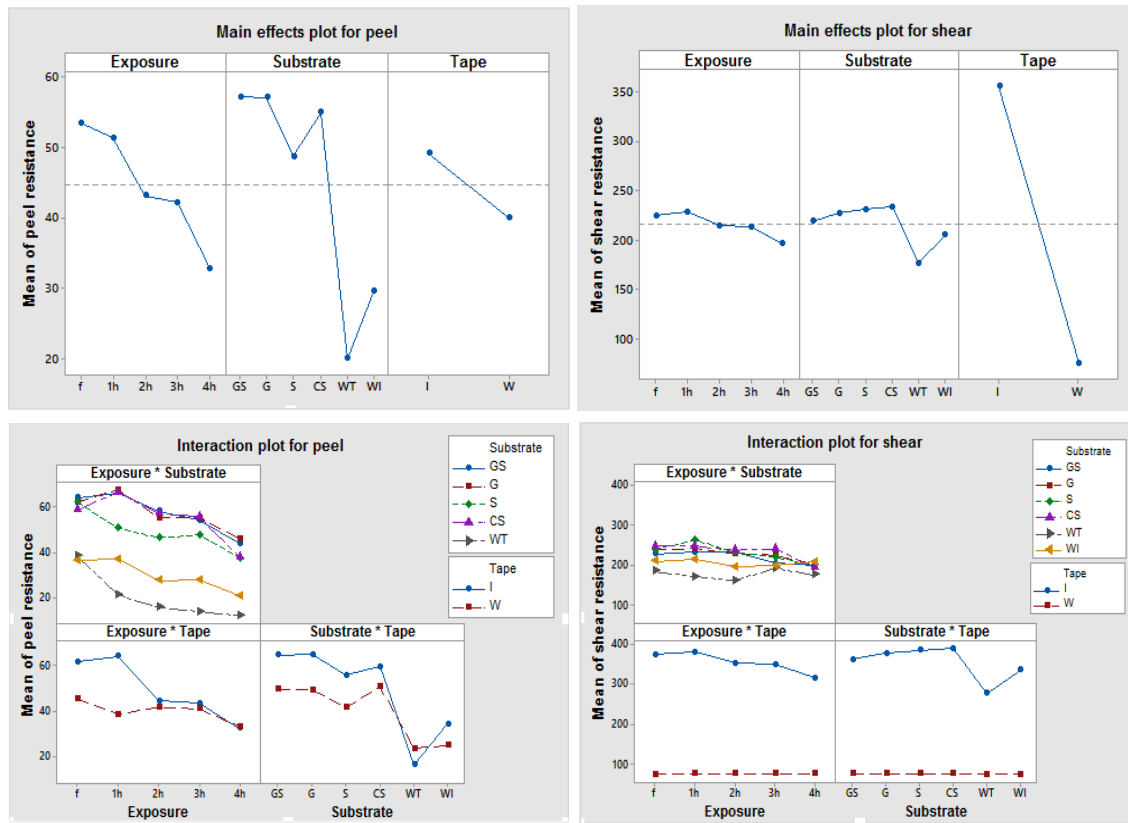 Main effects plot for peel
Exposure Substrate Tape
Mean of peel resistance
60
50
40
30
20
f 1h 2h 3h 4h GS G S CS WT WI I W
Main effects plot for shear
Exposure Substrate Tape
Mean of shear resistance
350
300
250
200
150
100
f 1h 2h 3h 4h GS G S CS WT WI I W
Interaction plot for peel
Exposure * Substrate
Mean of peel resistance
60
40
20
Exposure * Tape Substrate * Tape
60
40
20
f 1h 2h 3h 4h GS G S CS WT WI
Exposure Substrate
Substrate
GS
G
S
CS
WT
Tape
I
W
Interaction plot for shear
Exposure * Substrate
Mean of shear resistance
400
300
200
100
Exposure * Tape Substrate * Tape
400
300
200
100
f 1h 2h 3h 4h GS G S CS WT WI
Exposure Substrate
Substrate
GS
G
S
CS
WT
WI
Tape
I
W